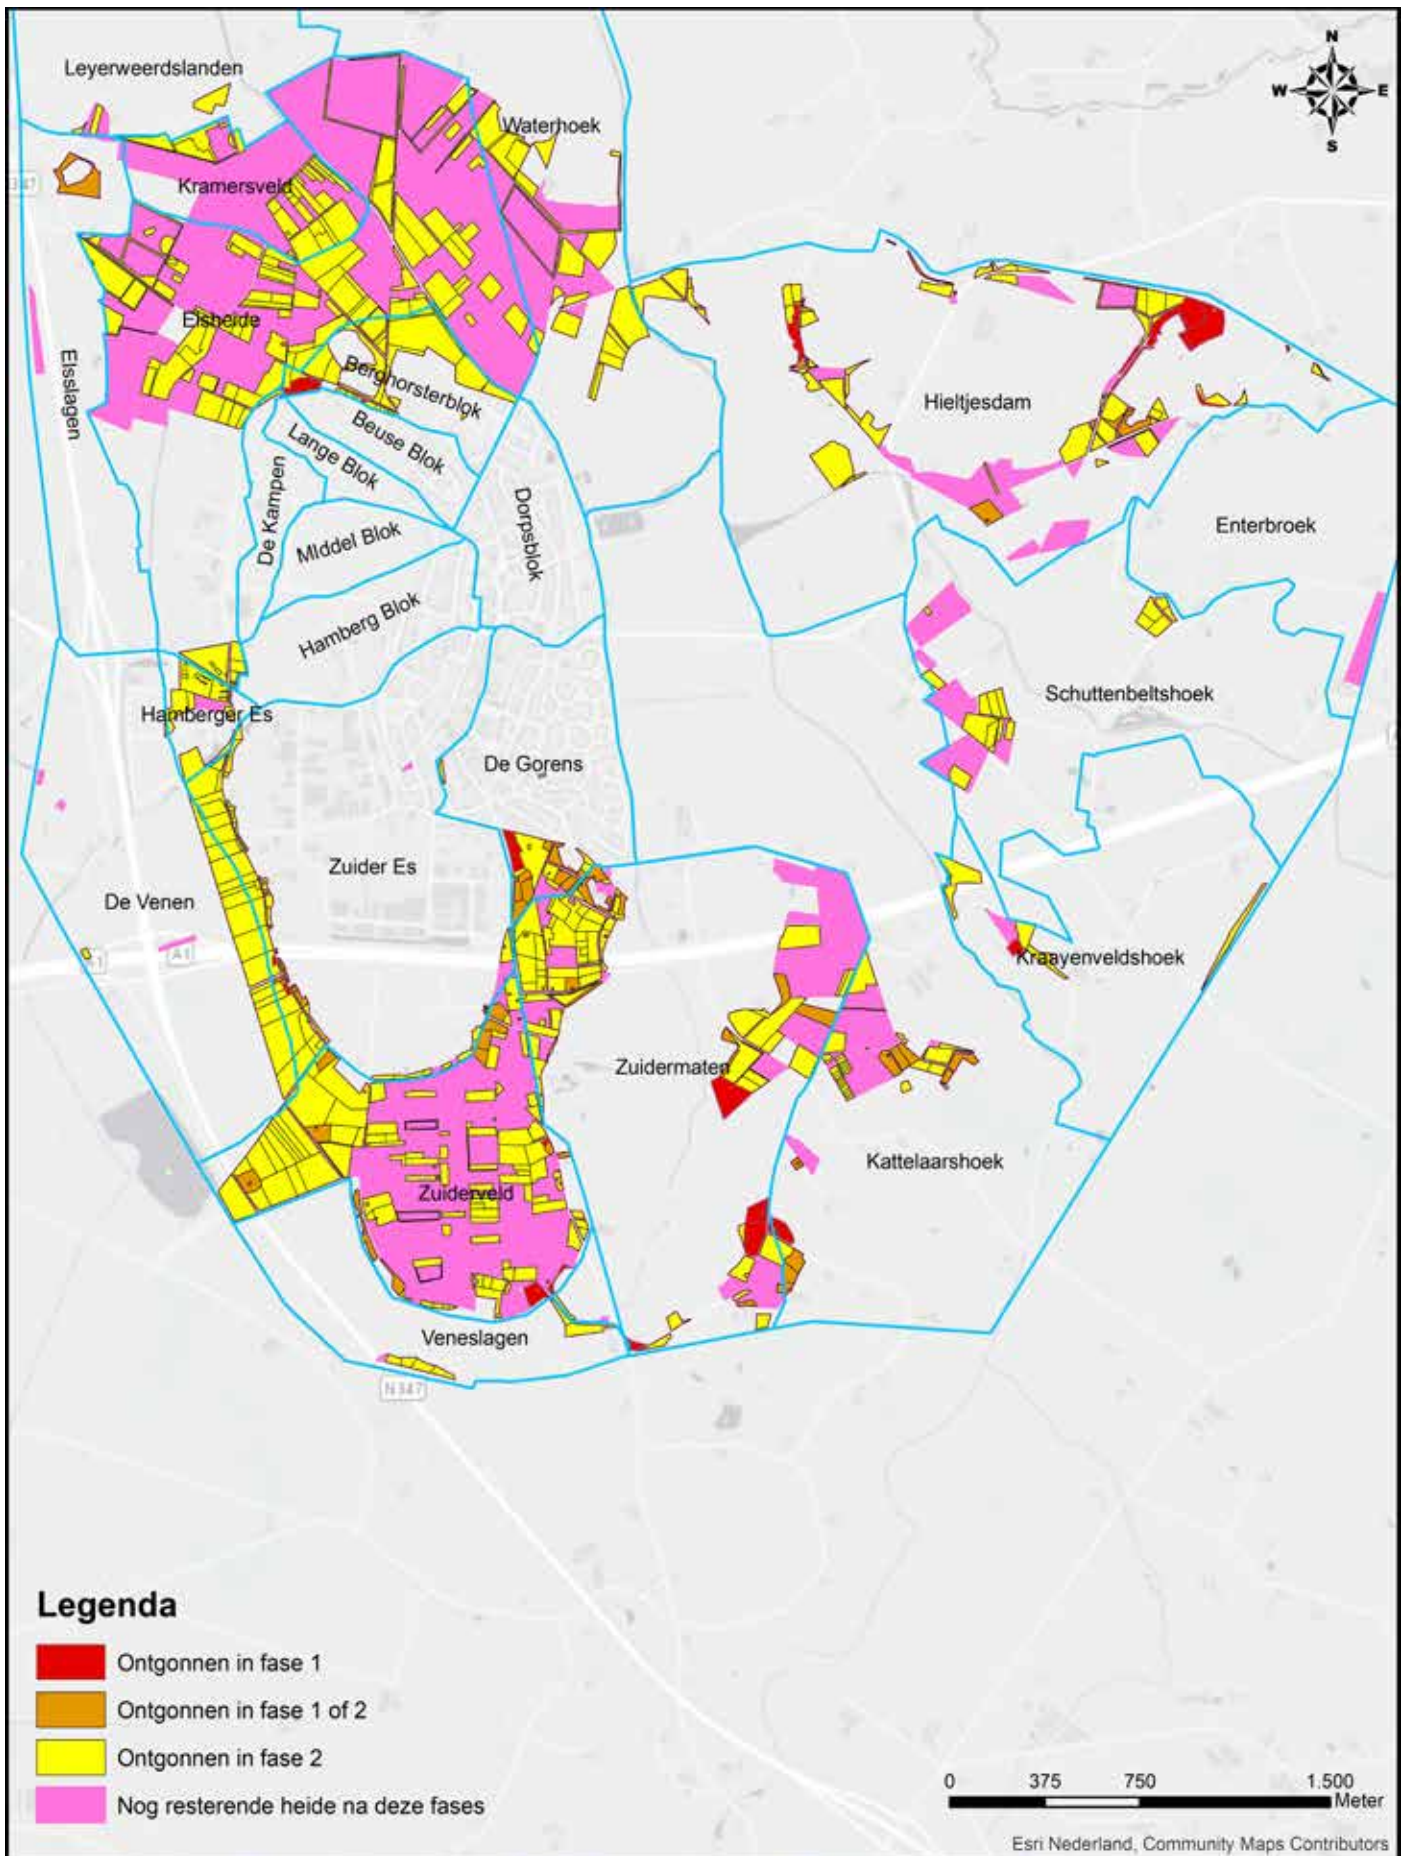 N
W E
S
Leyerweerdslanden
Waterhoek
Kramersveld
Elsheide
Elsslagen
Berghorsterblok
Beuse Blok
Lange Blok
De Kampen
MIddel Blok
Dorpsblok
Hamberg Blok
Hieltjesdam
Enterbroek
Schuttenbeltshoek
Hamberger Es
De Gorens
Zuider Es
De Venen
A1
Kraayenveldshoek
Zuidermaten
Kattelaarshoek
Zuiderveld
Veneslagen
N347
Legenda
Ontgonnen in fase 1
Ontgonnen in fase 1 of 2
Ontgonnen in fase 2
Nog resterende heide na deze fases
0 375 750 1.500
Meter
Esri Nederland, Community Maps Contributors